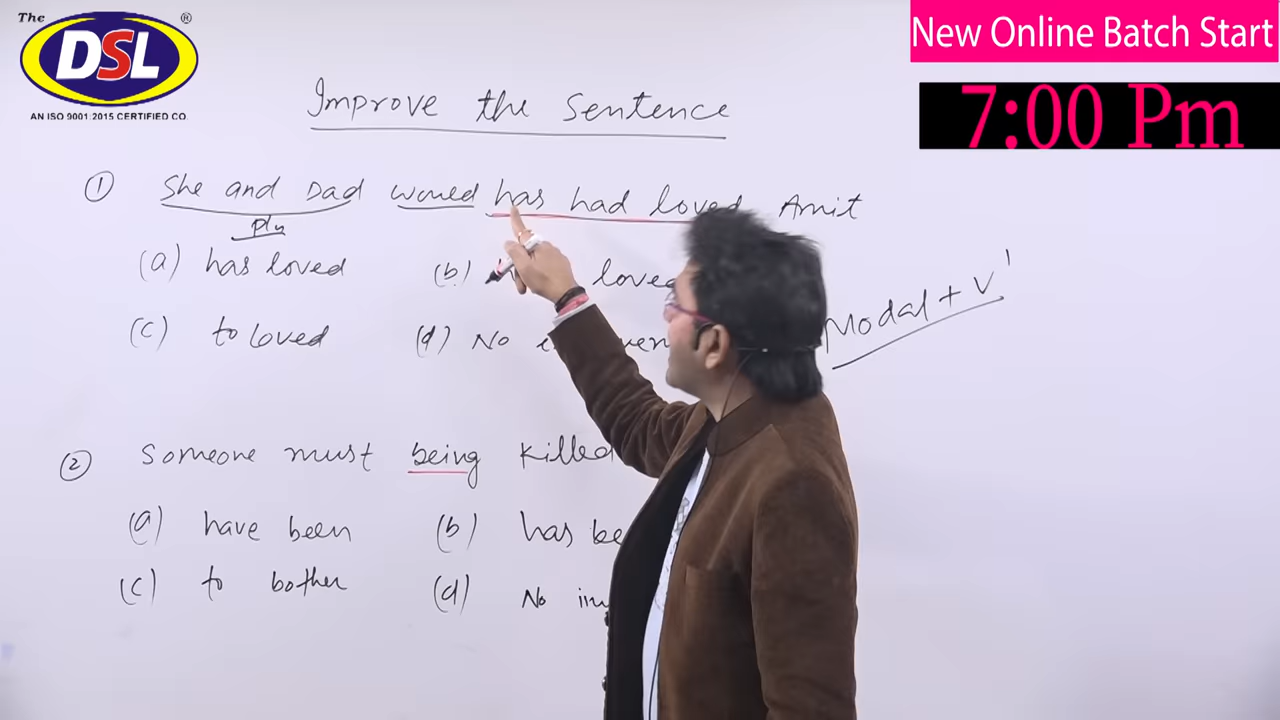 The
DSL
®
AN ISO 9001:2015 CERTIFIED CO.
New Online Batch Start
7:00 Pm
Improve the Sentence
① She and Dad would has had loved Amit
plu
(a) has loved (b) loved
(c) to loved (d) No
Modal + V¹
② Someone must being killed
(a) have been (b) has be
(c) to bother (d) No im